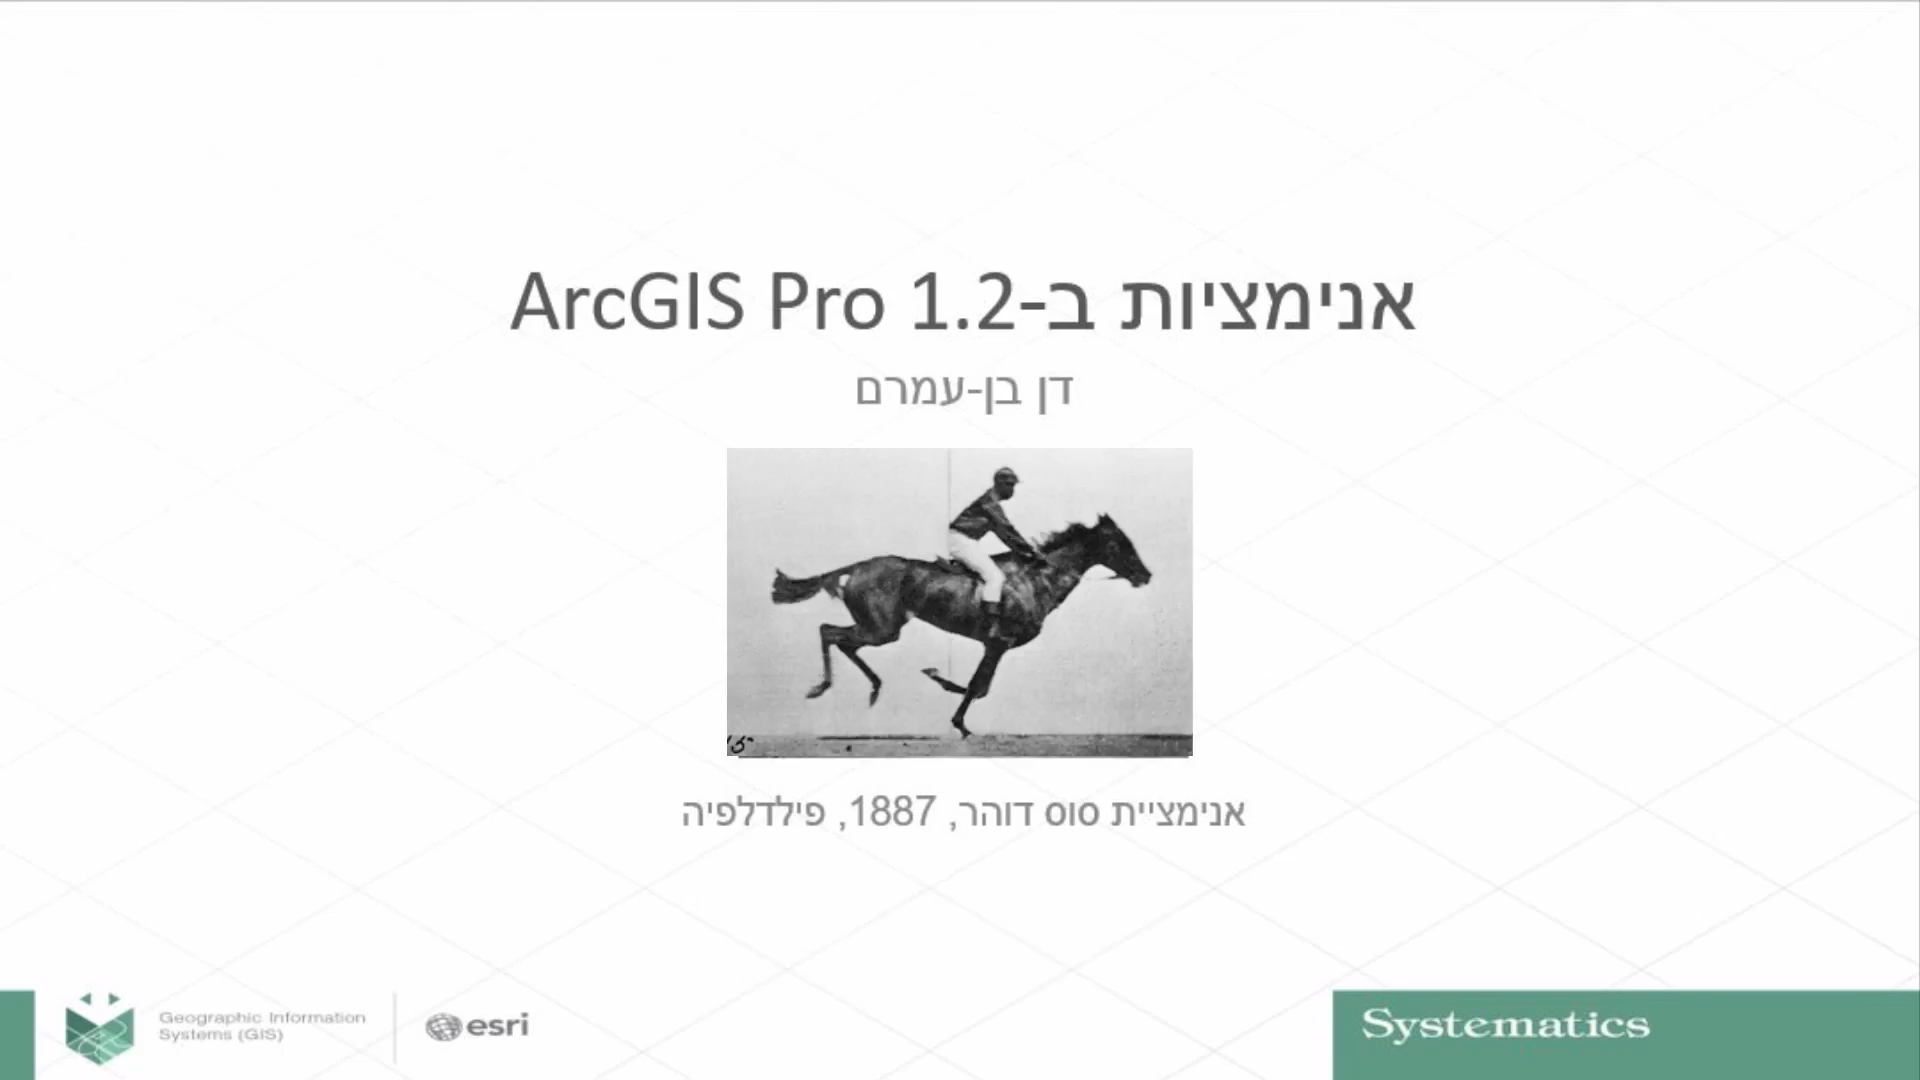 אנימציות ב-ArcGIS Pro 1.2
דן בן-עמרם
אנימציית סוס דוהר, 1887, פילדלפיה
Geographic Information
Systems (GIS)
esri
Systematics